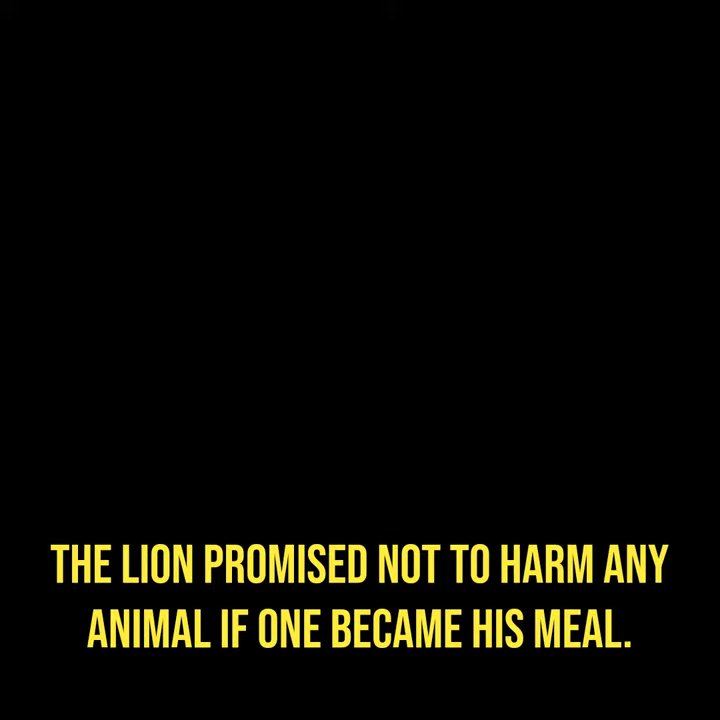 THE LION PROMISED NOT TO HARM ANY
ANIMAL IF ONE BECAME HIS MEAL.